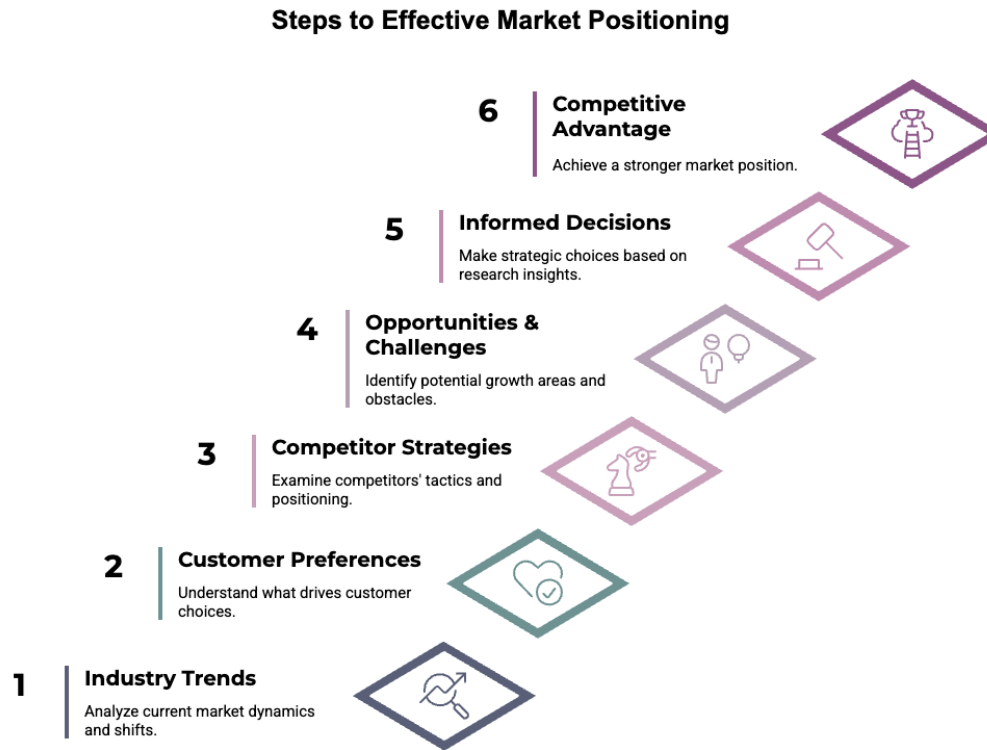 Steps to Effective Market Positioning
6
Competitive
Advantage
Achieve a stronger market position.
5
Informed Decisions
Make strategic choices based on
research insights.
4
Opportunities &
Challenges
Identify potential growth areas and
obstacles.
3
Competitor Strategies
Examine competitors' tactics and
positioning.
2
Customer Preferences
Understand what drives customer
choices.
1
Industry Trends
Analyze current market dynamics
and shifts.